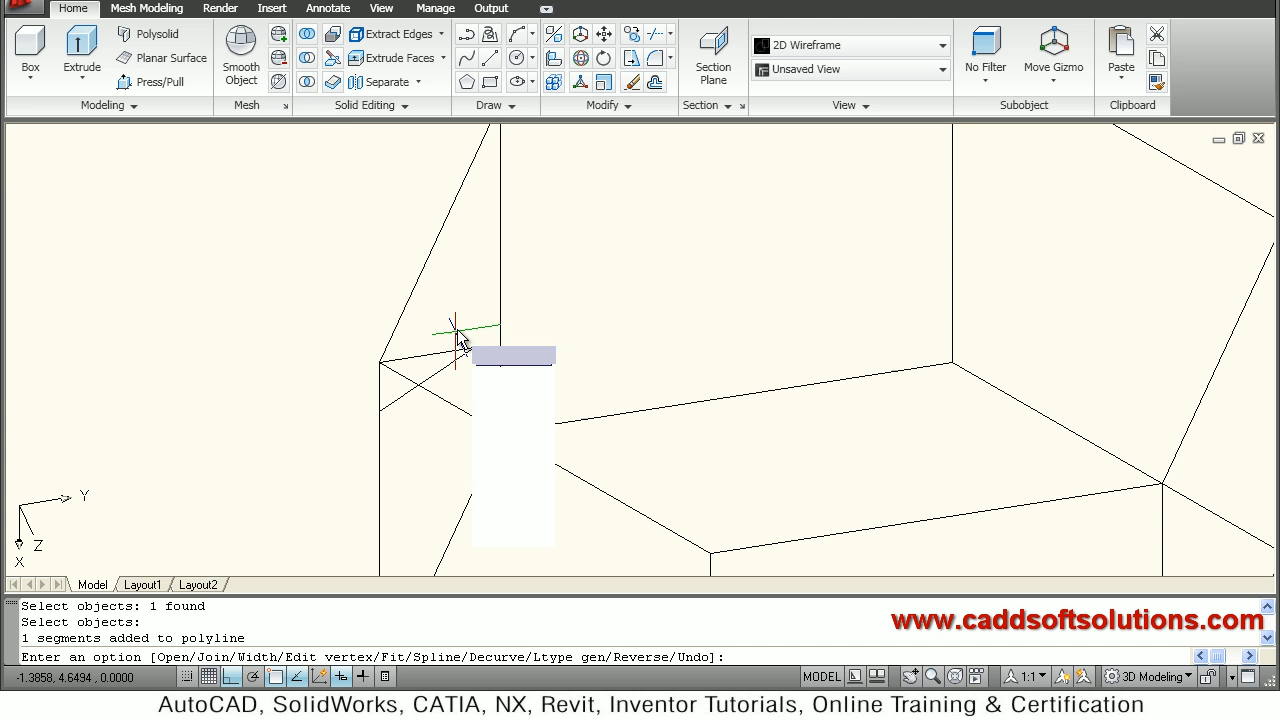 Home Mesh Modeling Render Insert Annotate View Manage Output
Box
Extrude
Polysolid
Planar Surface
Press/Pull
Modeling
Smooth Object
Mesh
Extract Edges
Extrude Faces
Separate
Solid Editing
Draw
Modify
Section Plane
Section
2D Wireframe
Unsaved View
View
No Filter
Move Gizmo
Subobject
Paste
Clipboard
Y
Z
X
Model Layout1 Layout2
Select objects: 1 found
Select objects:
1 segments added to polyline
Enter an option [Open/Join/Width/Edit vertex/Fit/Spline/Decurve/Ltype gen/Reverse/Undo]:
www.caddsoftsolutions.com
-1.3858, 4.6494 , 0.0000
MODEL
1:1
3D Modeling
AutoCAD, SolidWorks, CATIA, NX, Revit, Inventor Tutorials, Online Training & Certification